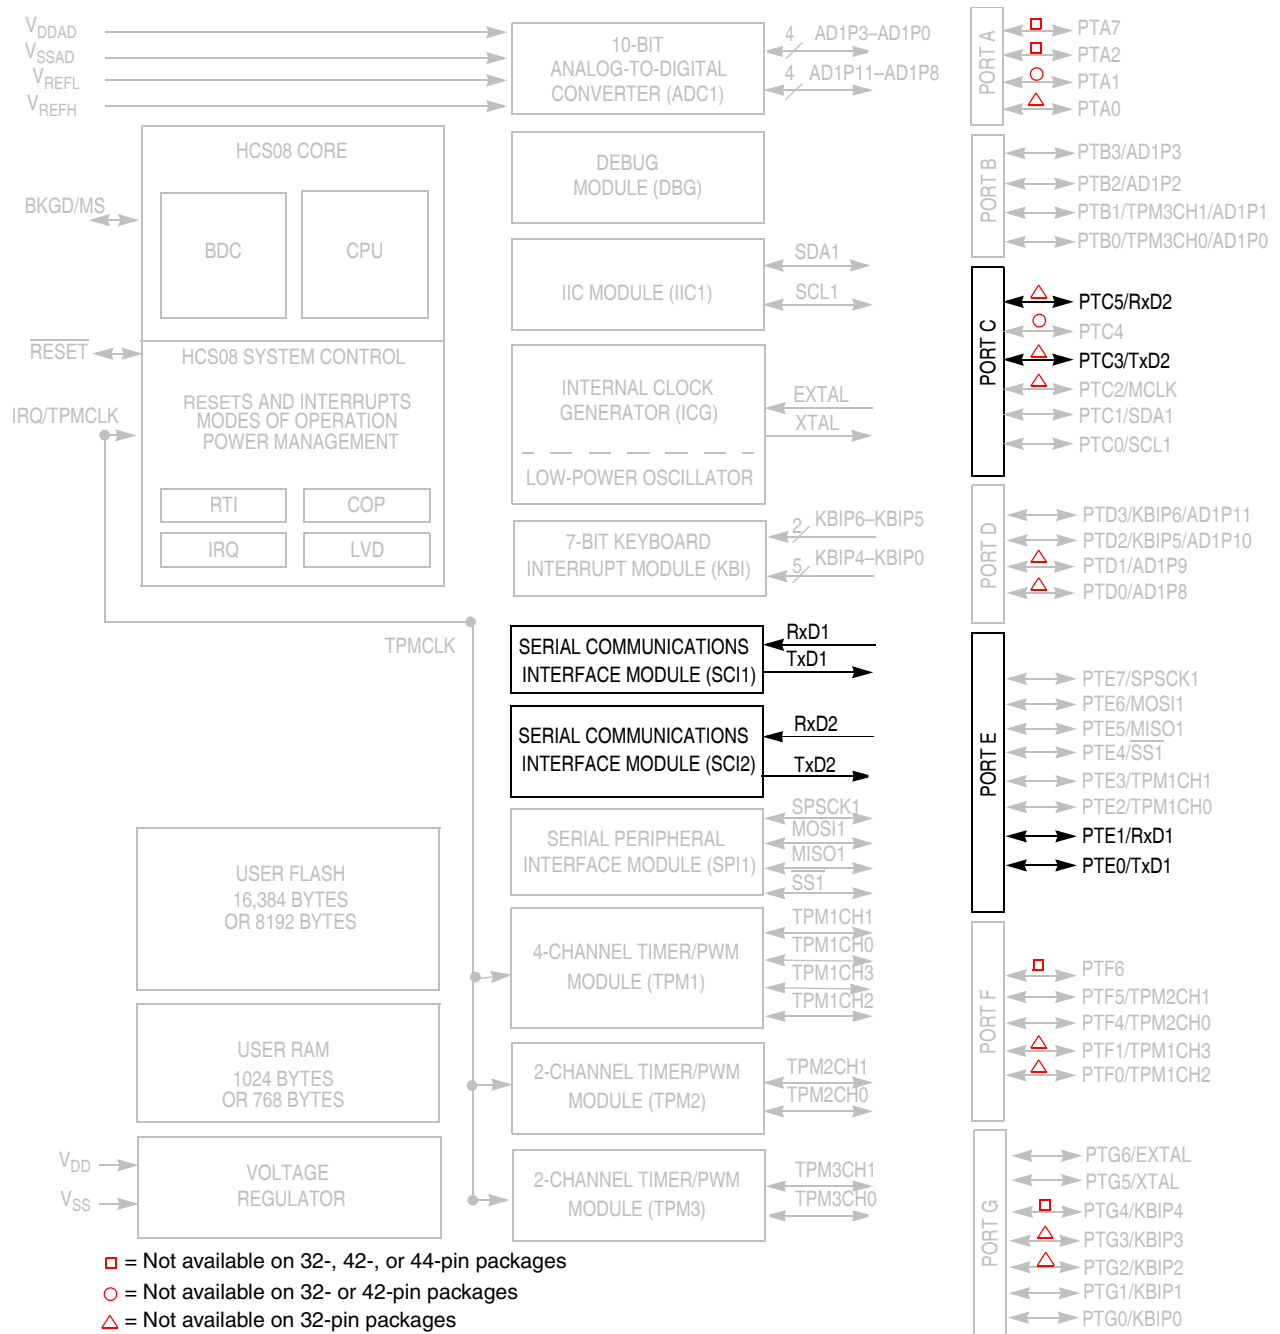 VDDAD
VSSAD
VREFL
VREFH
10-BIT
ANALOG-TO-DIGITAL
CONVERTER (ADC1)
4 AD1P3–AD1P0
4 AD1P11–AD1P8
HCS08 CORE
BDC
CPU
BKGD/MS
DEBUG
MODULE (DBG)
IIC MODULE (IIC1)
SDA1
SCL1
RESET
HCS08 SYSTEM CONTROL
RESETS AND INTERRUPTS
MODES OF OPERATION
POWER MANAGEMENT
IRQ/TPMCLK
RTI
COP
IRQ
LVD
INTERNAL CLOCK
GENERATOR (ICG)
LOW-POWER OSCILLATOR
EXTAL
XTAL
7-BIT KEYBOARD
INTERRUPT MODULE (KBI)
2 KBIP6–KBIP5
5 KBIP4–KBIP0
TPMCLK
SERIAL COMMUNICATIONS
INTERFACE MODULE (SCI1)
RxD1
TxD1
SERIAL COMMUNICATIONS
INTERFACE MODULE (SCI2)
RxD2
TxD2
SERIAL PERIPHERAL
INTERFACE MODULE (SPI1)
SPSCK1
MOSI1
MISO1
SS1
USER FLASH
16,384 BYTES
OR 8192 BYTES
4-CHANNEL TIMER/PWM
MODULE (TPM1)
TPM1CH1
TPM1CH0
TPM1CH3
TPM1CH2
USER RAM
1024 BYTES
OR 768 BYTES
2-CHANNEL TIMER/PWM
MODULE (TPM2)
TPM2CH1
TPM2CH0
VDD
VSS
VOLTAGE
REGULATOR
2-CHANNEL TIMER/PWM
MODULE (TPM3)
TPM3CH1
TPM3CH0
PORT A
PTA7
PTA2
PTA1
PTA0
PORT B
PTB3/AD1P3
PTB2/AD1P2
PTB1/TPM3CH1/AD1P1
PTB0/TPM3CH0/AD1P0
PORT C
PTC5/RxD2
PTC4
PTC3/TxD2
PTC2/MCLK
PTC1/SDA1
PTC0/SCL1
PORT D
PTD3/KBIP6/AD1P11
PTD2/KBIP5/AD1P10
PTD1/AD1P9
PTD0/AD1P8
PORT E
PTE7/SPSCK1
PTE6/MOSI1
PTE5/MISO1
PTE4/SS1
PTE3/TPM1CH1
PTE2/TPM1CH0
PTE1/RxD1
PTE0/TxD1
PORT F
PTF6
PTF5/TPM2CH1
PTF4/TPM2CH0
PTF1/TPM1CH3
PTF0/TPM1CH2
PORT G
PTG6/EXTAL
PTG5/XTAL
PTG4/KBIP4
PTG3/KBIP3
PTG2/KBIP2
PTG1/KBIP1
PTG0/KBIP0
= Not available on 32-, 42-, or 44-pin packages
= Not available on 32- or 42-pin packages
= Not available on 32-pin packages